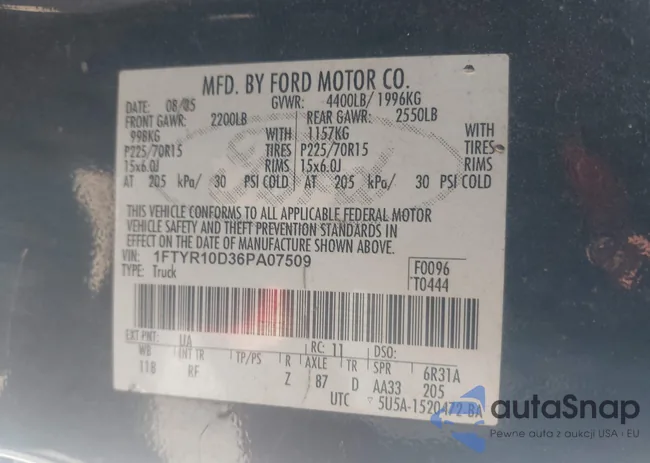 MFD. BY FORD MOTOR CO.
DATE: 08/05 GVWR: 4400LB/ 1996KG
FRONT GAWR: 2200LB REAR GAWR: 2550LB
998KG WITH 1157KG WITH
P225/70R15 TIRES P225/70R15 TIRES
15x6.0J RIMS 15x6.0J RIMS
AT 205 kPa/ 30 PSI COLD AT 205 kPa/ 30 PSI COLD
THIS VEHICLE CONFORMS TO ALL APPLICABLE FEDERAL MOTOR
VEHICLE SAFETY AND THEFT PREVENTION STANDARDS IN
EFFECT ON THE DATE OF MANUFACTURE SHOWN ABOVE.
VIN: 1FTYR10D36PA07509 F0096
TYPE: Truck T0444
EXT PNT: UA RC: 11 DSO:
WB INT TR TP/PS R AXLE TR SPR 6R31A
118 RF Z 87 D AA33 205
UTC 5U5A-1520472-BA
autaSnap
Pewne auta z aukcji USA i EU